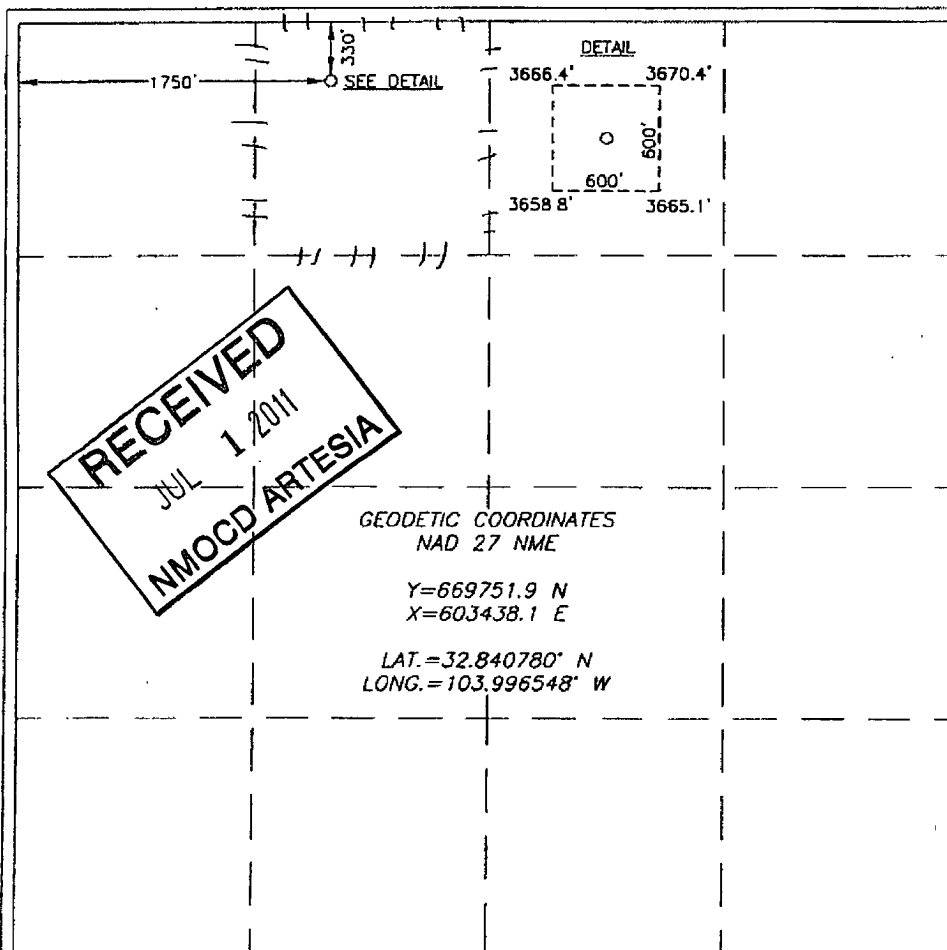 330'
1750'
SEE DETAIL
DETAIL
3666.4' 3670.4'
600'
600'
3658 8' 3665.1'
RECEIVED
JUL 1 2011
NMOCD ARTESIA
GEODETIC COORDINATES
NAD 27 NME
Y=669751.9 N
X=603438.1 E
LAT.=32.840780° N
LONG.=103.996548° W